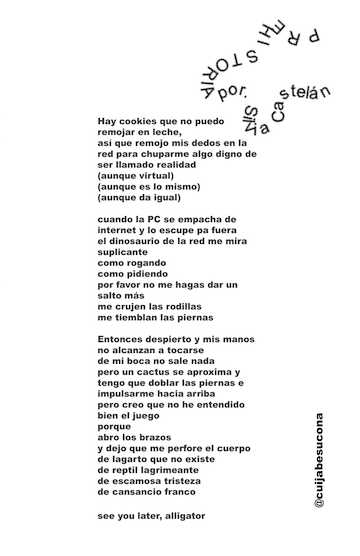 PREHISTORIA
por. Silvia Castelán
Hay cookies que no puedo
remojar en leche,
así que remojo mis dedos en la
red para chuparme algo digno de
ser llamado realidad
(aunque virtual)
(aunque es lo mismo)
(aunque da igual)
cuando la PC se empacha de
internet y lo escupe pa fuera
el dinosaurio de la red me mira
suplicante
como rogando
como pidiendo
por favor no me hagas dar un
salto más
me crujen las rodillas
me tiemblan las piernas
Entonces despierto y mis manos
no alcanzan a tocarse
de mi boca no sale nada
pero un cactus se aproxima y
tengo que doblar las piernas e
impulsarme hacia arriba
pero creo que no he entendido
bien el juego
porque
abro los brazos
y dejo que me perfore el cuerpo
de lagarto que no existe
de reptil lagrimeante
de escamosa tristeza
de cansancio franco
see you later, alligator
@cuijabesucona